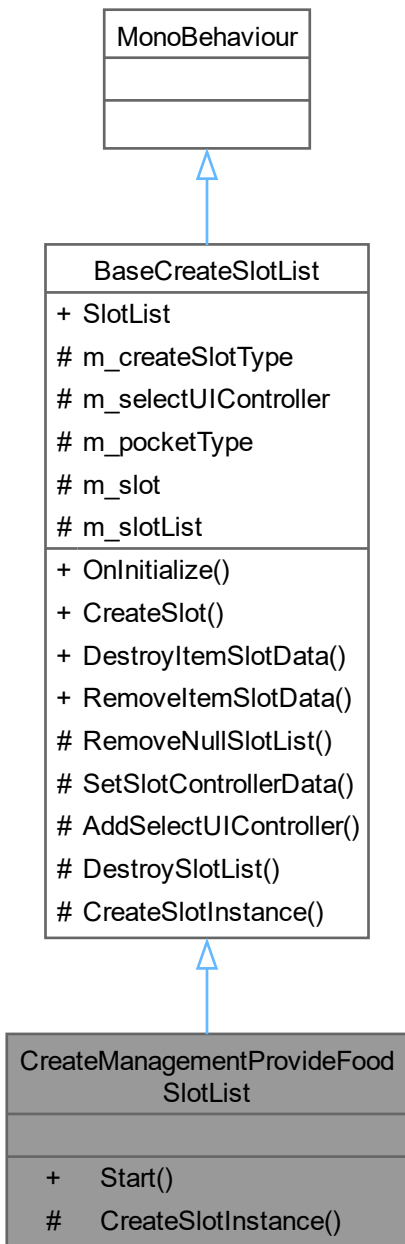 MonoBehaviour
BaseCreateSlotList
+ SlotList
# m_createSlotType
# m_selectUIController
# m_pocketType
# m_slot
# m_slotList
+ OnInitialize()
+ CreateSlot()
+ DestroyItemSlotData()
+ RemoveItemSlotData()
# RemoveNullSlotList()
# SetSlotControllerData()
# AddSelectUIController()
# DestroySlotList()
# CreateSlotInstance()
CreateManagementProvideFood
SlotList
+ Start()
# CreateSlotInstance()